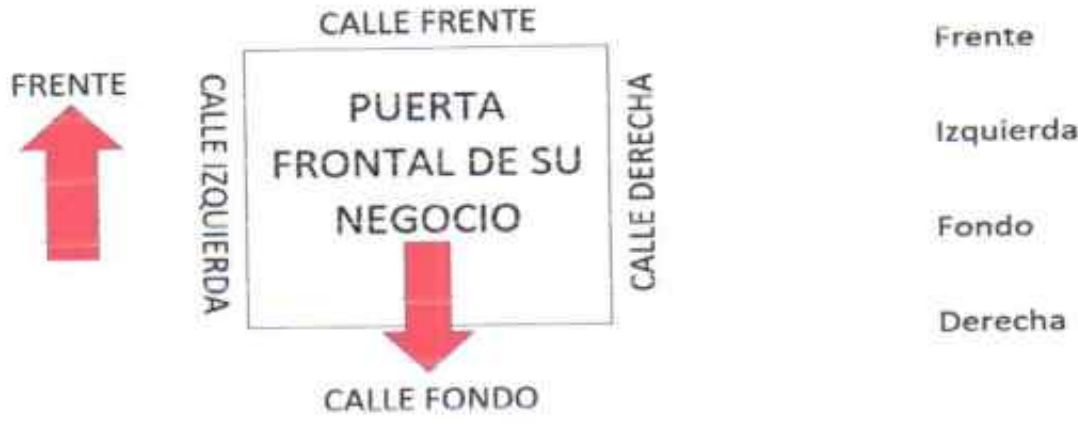 CALLE FRENTE
FRENTE
CALLE IZQUIERDA
PUERTA
FRONTAL DE SU
NEGOCIO
CALLE DERECHA
CALLE FONDO
Frente
Izquierda
Fondo
Derecha